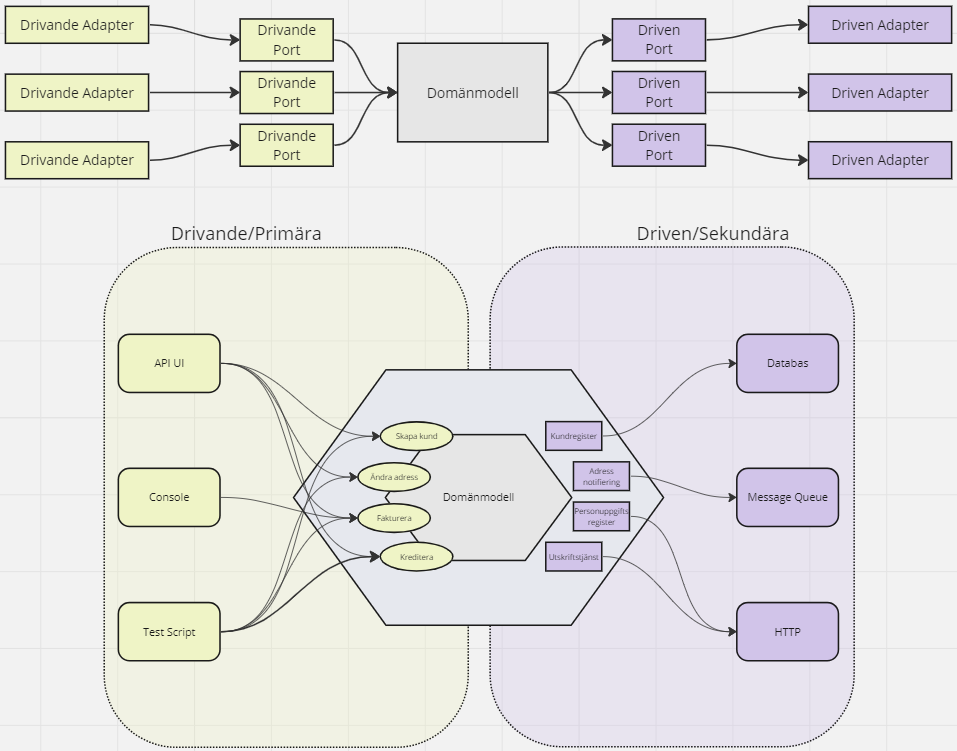 Drivande Adapter
Drivande
Port
Driven
Port
Driven Adapter
Drivande Adapter
Drivande
Port
Domänmodell
Driven
Port
Driven Adapter
Drivande Adapter
Drivande
Port
Driven
Port
Driven Adapter
Drivande/Primära
Driven/Sekundära
API UI
Databas
Skapa kund
Kundregister
Ändra adress
Adress
notifiering
Console
Domänmodell
Message Queue
Fakturera
Personuppgifts
register
Kreditera
Utskriftstjänst
Test Script
HTTP